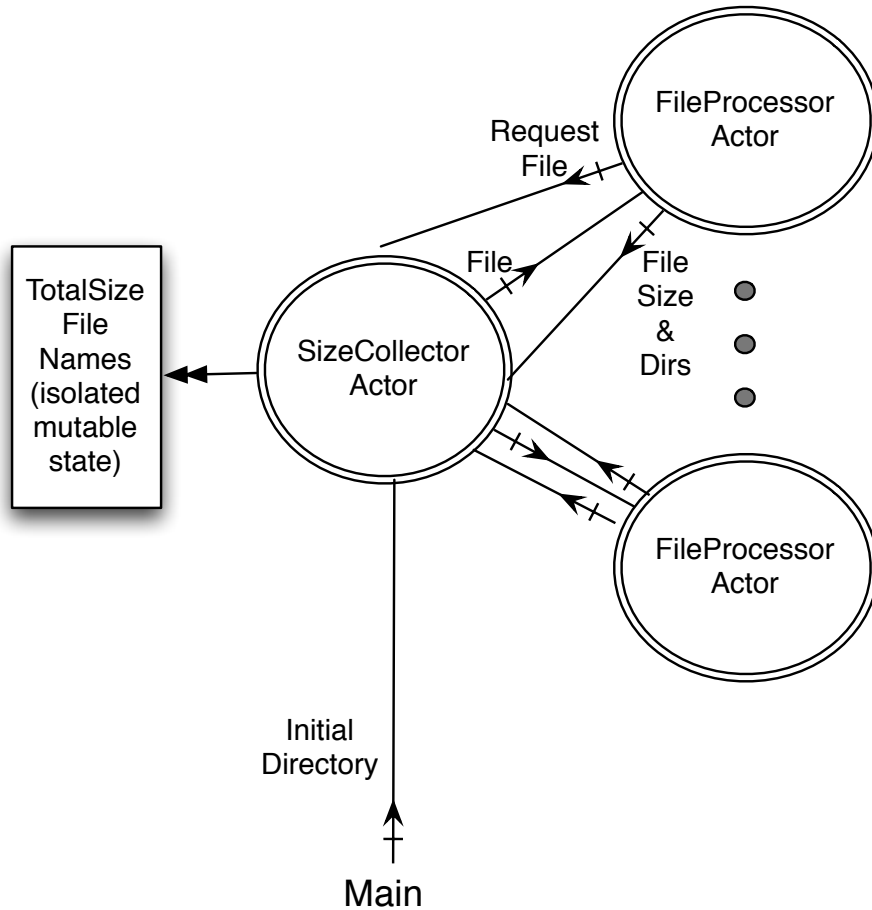 FileProcessor
Actor
Request
File
File
File
Size
&
Dirs
TotalSize
File
Names
(isolated
mutable
state)
SizeCollector
Actor
FileProcessor
Actor
Initial
Directory
Main